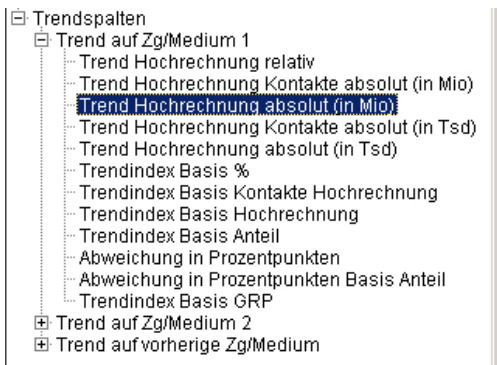 Trendspalten
Trend auf Zg/Medium 1
Trend Hochrechnung relativ
Trend Hochrechnung Kontakte absolut (in Mio)
Trend Hochrechnung absolut (in Mio)
Trend Hochrechnung Kontakte absolut (in Tsd)
Trend Hochrechnung absolut (in Tsd)
Trendindex Basis %
Trendindex Basis Kontakte Hochrechnung
Trendindex Basis Hochrechnung
Trendindex Basis Anteil
Abweichung in Prozentpunkten
Abweichung in Prozentpunkten Basis Anteil
Trendindex Basis GRP
Trend auf Zg/Medium 2
Trend auf vorherige Zg/Medium